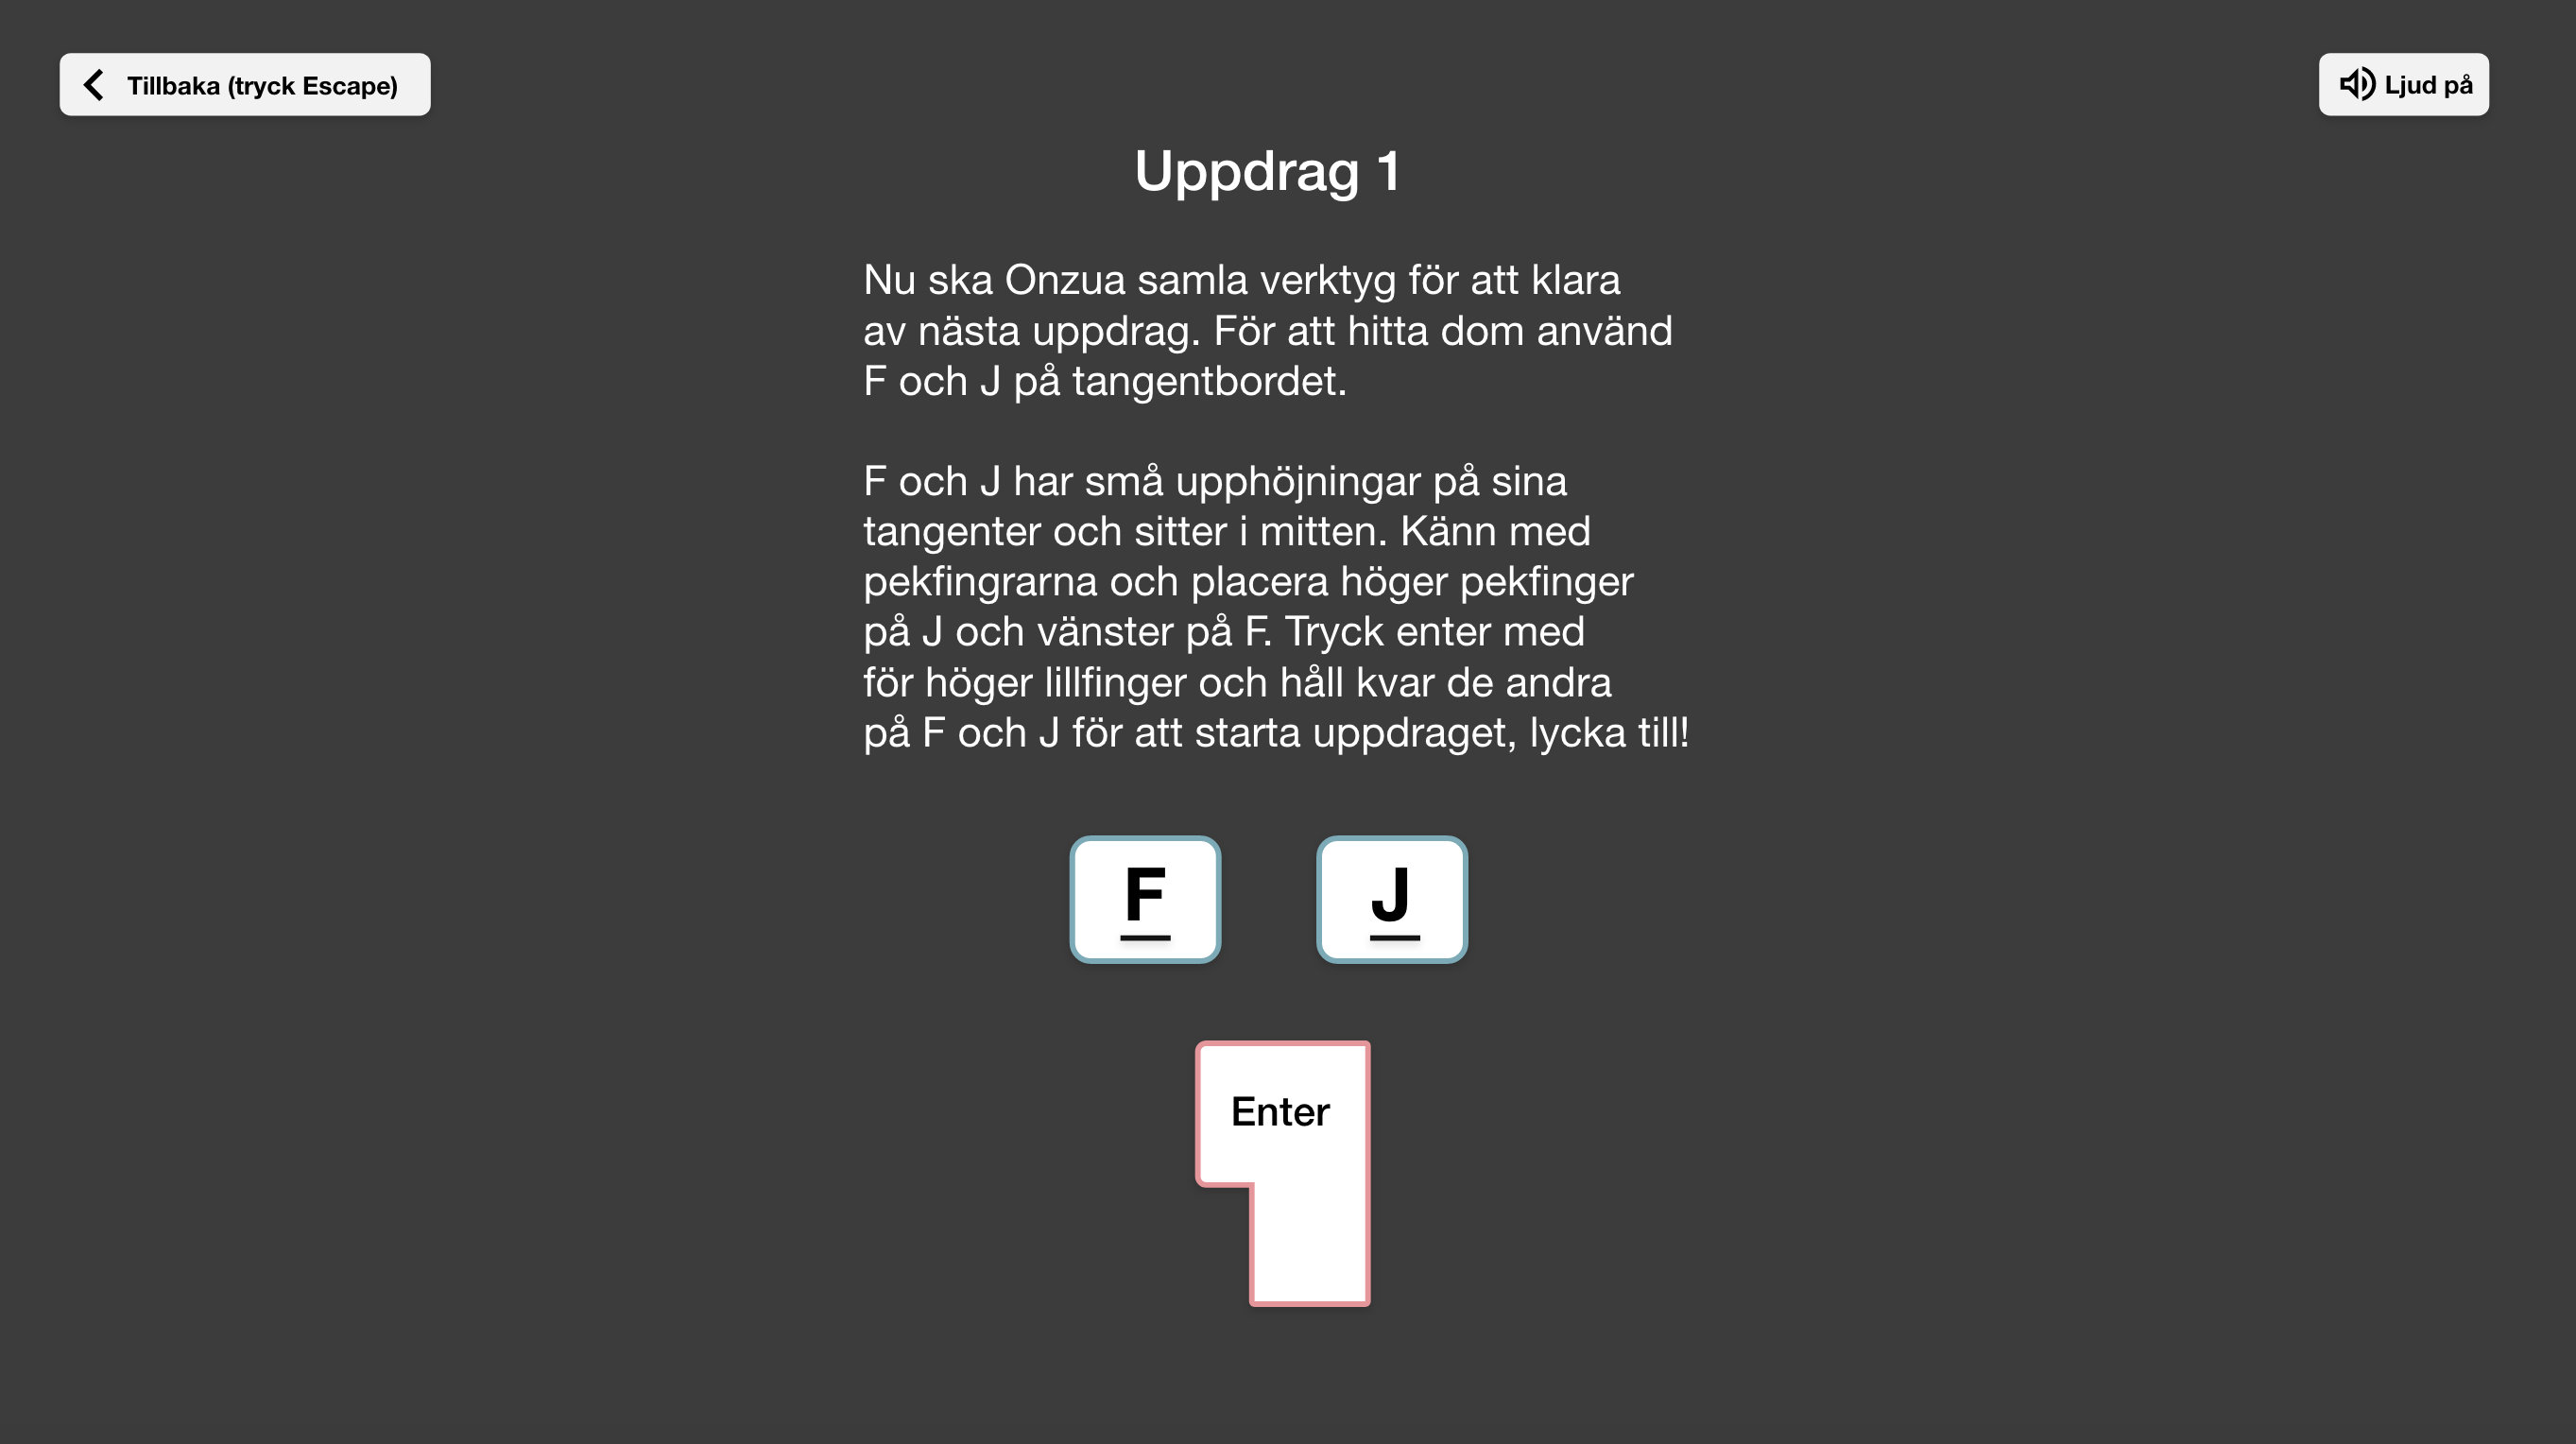 Tillbaka (tryck Escape)
Ljud på
Uppdrag 1
Nu ska Onzua samla verktyg för att klara
av nästa uppdrag. För att hitta dom använd
F och J på tangentbordet.
F och J har små upphöjningar på sina
tangenter och sitter i mitten. Känn med
pekfingrarna och placera höger pekfinger
på J och vänster på F. Tryck enter med
för höger lillfinger och håll kvar de andra
på F och J för att starta uppdraget, lycka till!
F
J
Enter